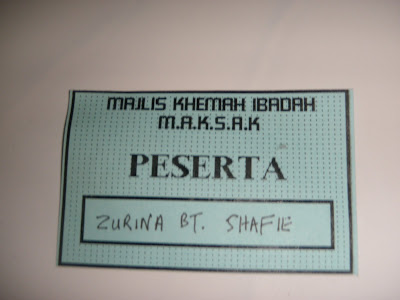 MAJLIS KHEMAH IBADAH
M.A.K.S.A.K
PESERTA
ZURINA BT. SHAFIE